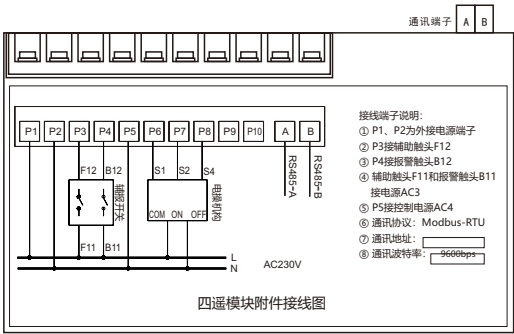 通讯端子 A B
P1 P2 P3 P4 P5 P6 P7 P8 P9 P10 A B
F12 B12 S1 S2 S4 RS485-A RS485-B
辅报开关 电操机构
COM ON OFF
F11 B11
L
N
AC230V
四遥模块附件接线图
接线端子说明:
① P1、P2为外接电源端子
② P3接辅助触头F12
③ P4接报警触头B12
④ 辅助触头F11和报警触头B11
接电源AC3
⑤ P5接控制电源AC4
⑥ 通讯协议：Modbus-RTU
⑦ 通讯地址：
⑧ 通讯波特率： 9600bps